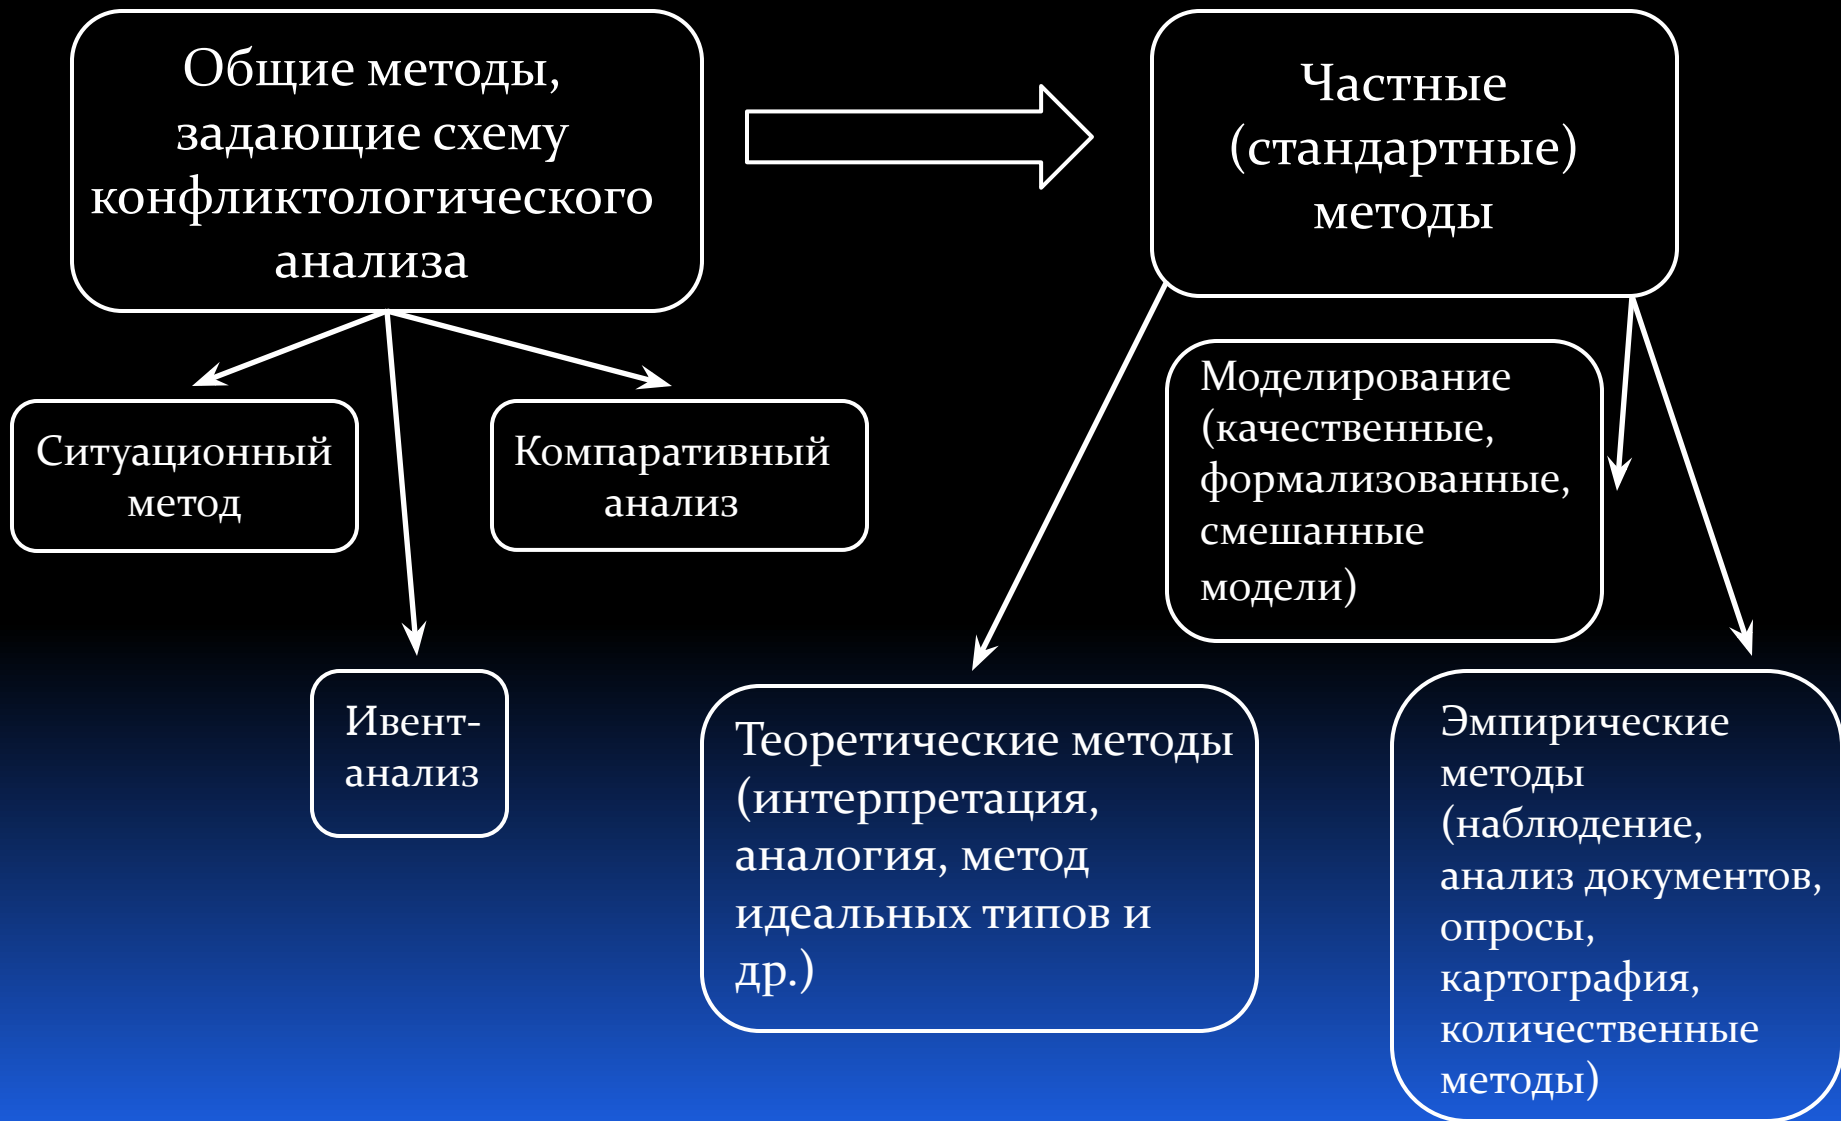 Общие методы,
задающие схему
конфликтологического
анализа
Частные
(стандартные)
методы
Ситуационный
метод
Компаративный
анализ
Моделирование
(качественные,
формализованные,
смешанные
модели)
Ивент-
анализ
Теоретические методы
(интерпретация,
аналогия, метод
идеальных типов и
др.)
Эмпирические
методы
(наблюдение,
анализ документов,
опросы,
картография,
количественные
методы)